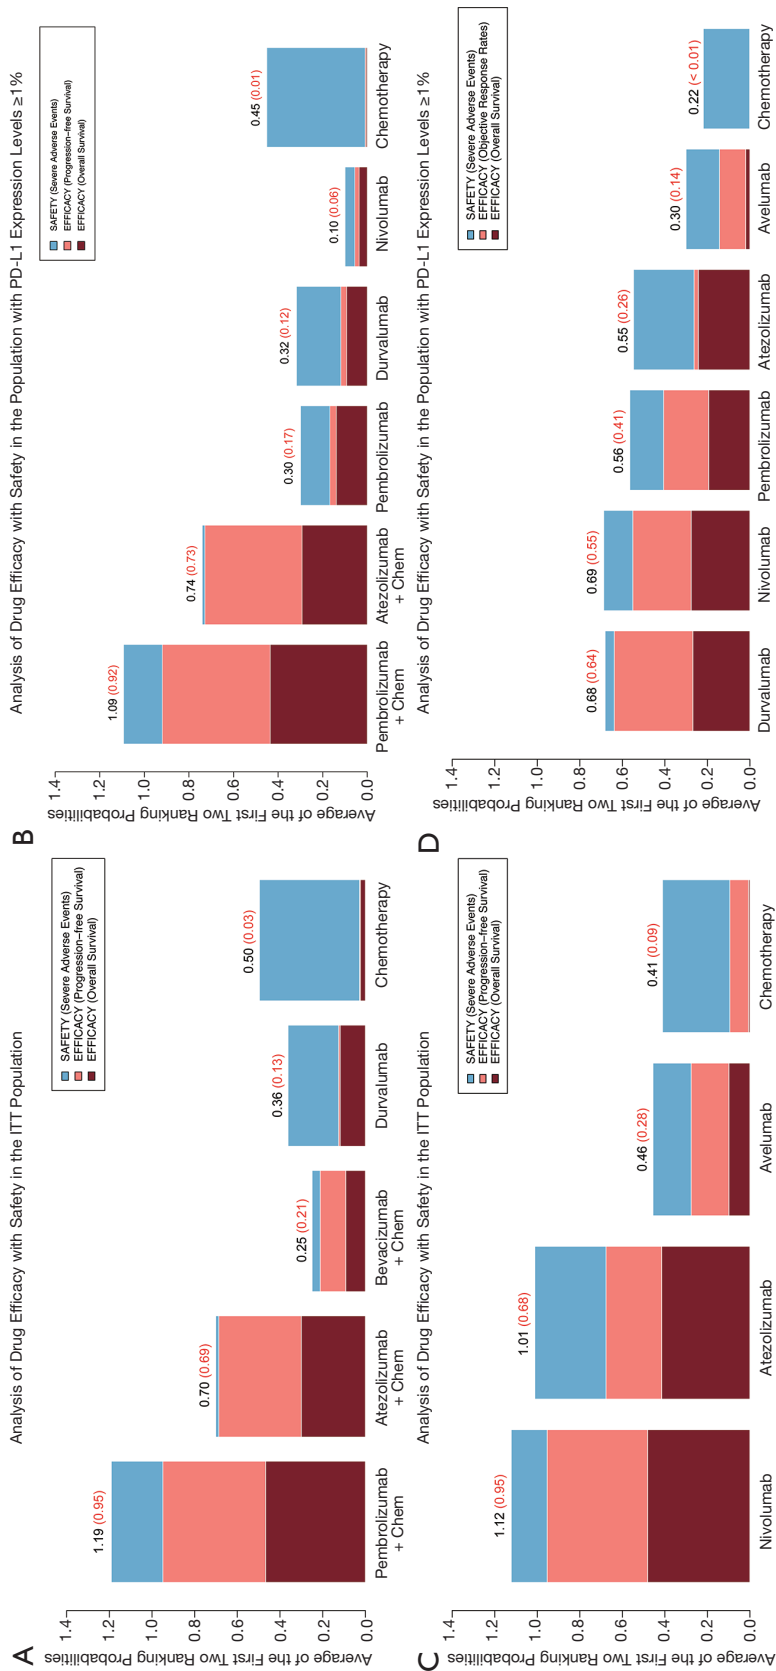 A
Analysis of Drug Efficacy with Safety in the ITT Population
SAFETY (Severe Adverse Events)
EFFICACY (Progression–free Survival)
EFFICACY (Overall Survival)
Average of the First Two Ranking Probabilities
1.4
1.2
1.0
0.8
0.6
0.4
0.2
0.0
1.19 (0.95)
0.70 (0.69)
0.25 (0.21)
0.36 (0.13)
0.50 (0.03)
Pembrolizumab
+ Chem
Atezolizumab
+ Chem
Bevacizumab
+ Chem
Durvalumab
Chemotherapy
B
Analysis of Drug Efficacy with Safety in the Population with PD-L1 Expression Levels ≥1%
SAFETY (Severe Adverse Events)
EFFICACY (Progression–free Survival)
EFFICACY (Overall Survival)
Average of the First Two Ranking Probabilities
1.4
1.2
1.0
0.8
0.6
0.4
0.2
0.0
1.09 (0.92)
0.74 (0.73)
0.30 (0.17)
0.32 (0.12)
0.10 (0.06)
0.45 (0.01)
Pembrolizumab
+ Chem
Atezolizumab
+ Chem
Pembrolizumab
Durvalumab
Nivolumab
Chemotherapy
C
Analysis of Drug Efficacy with Safety in the ITT Population
SAFETY (Severe Adverse Events)
EFFICACY (Progression–free Survival)
EFFICACY (Overall Survival)
Average of the First Two Ranking Probabilities
1.4
1.2
1.0
0.8
0.6
0.4
0.2
0.0
1.12 (0.95)
1.01 (0.68)
0.46 (0.28)
0.41 (0.09)
Nivolumab
Atezolizumab
Avelumab
Chemotherapy
D
Analysis of Drug Efficacy with Safety in the Population with PD-L1 Expression Levels ≥1%
SAFETY (Severe Adverse Events)
EFFICACY (Objective Response Rates)
EFFICACY (Overall Survival)
Average of the First Two Ranking Probabilities
1.4
1.2
1.0
0.8
0.6
0.4
0.2
0.0
0.68 (0.64)
0.69 (0.55)
0.56 (0.41)
0.55 (0.26)
0.30 (0.14)
0.22 (< 0.01)
Durvalumab
Nivolumab
Pembrolizumab
Atezolizumab
Avelumab
Chemotherapy